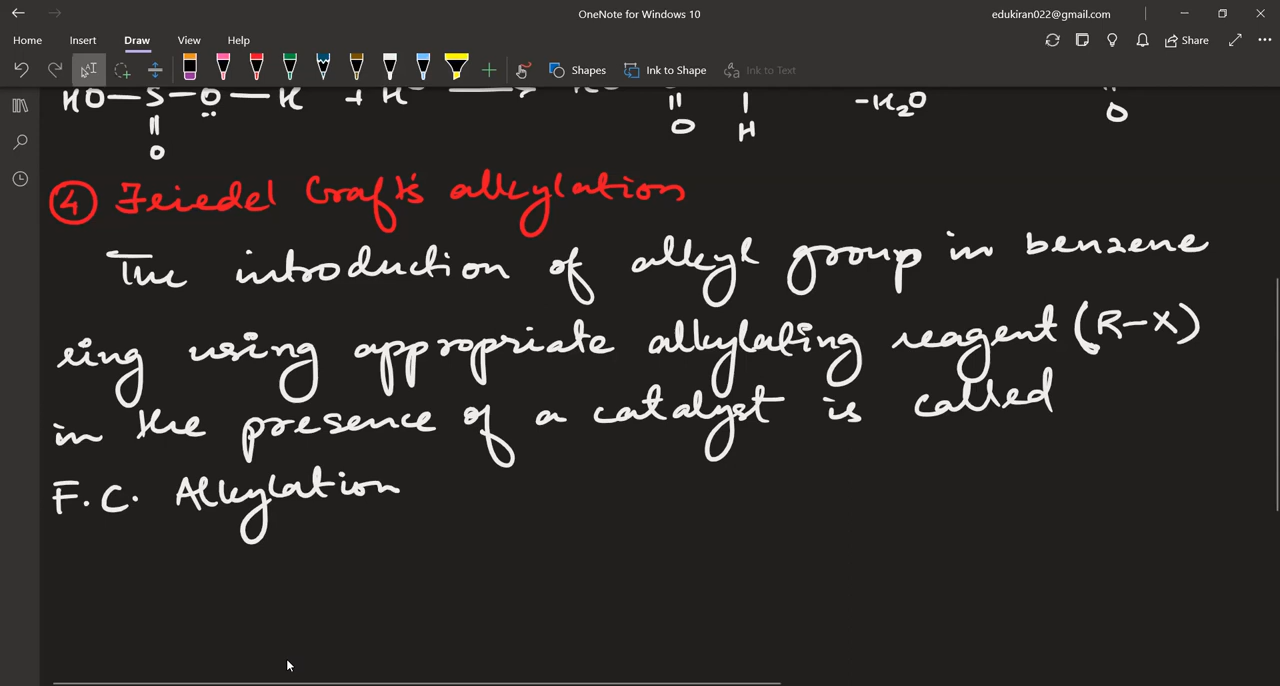 OneNote for Windows 10
edukiran022@gmail.com
Home Insert Draw View Help
Share
Shapes Ink to Shape Ink to Text
HO—S—O—H + H
O O H -H₂O O
④ Friedel Craft's alkylation
The introduction of alkyl group in benzene
ring using appropriate alkylating reagent (R-X)
in the presence of a catalyst is called
F.C. Alkylation